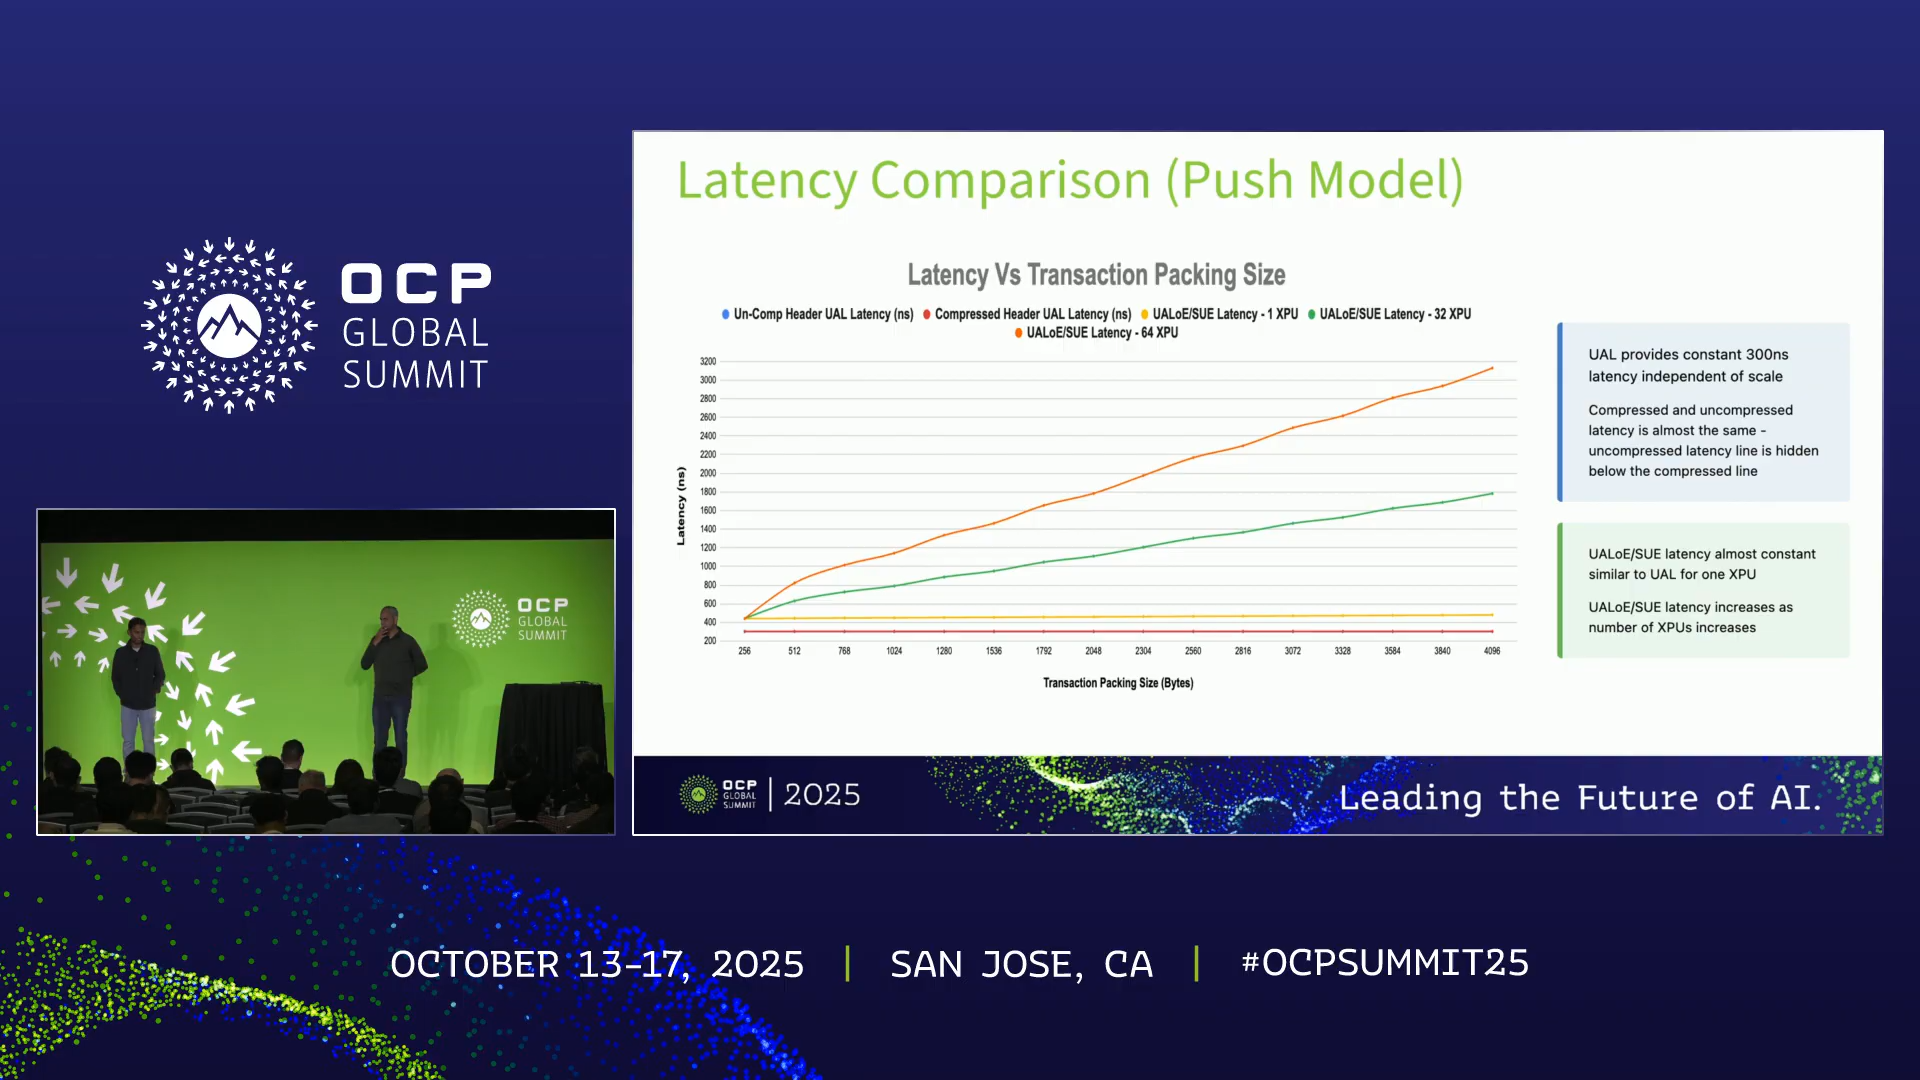 OCP
GLOBAL
SUMMIT
OCP
GLOBAL
SUMMIT
Latency Comparison (Push Model)
Latency Vs Transaction Packing Size
Un-Comp Header UAL Latency (ns) Compressed Header UAL Latency (ns) UALoE/SUE Latency - 1 XPU UALoE/SUE Latency - 32 XPU
UALoE/SUE Latency - 64 XPU
Latency (ns)
3200
3000
2800
2600
2400
2200
2000
1800
1600
1400
1200
1000
800
600
400
200
256 512 768 1024 1280 1536 1792 2048 2304 2560 2816 3072 3328 3584 3840 4096
Transaction Packing Size (Bytes)
UAL provides constant 300ns
latency independent of scale
Compressed and uncompressed
latency is almost the same -
uncompressed latency line is hidden
below the compressed line
UALoE/SUE latency almost constant
similar to UAL for one XPU
UALoE/SUE latency increases as
number of XPUs increases
OCP
GLOBAL
SUMMIT
2025
Leading the Future of AI.
OCTOBER 13-17, 2025 | SAN JOSE, CA | #OCPSUMMIT25